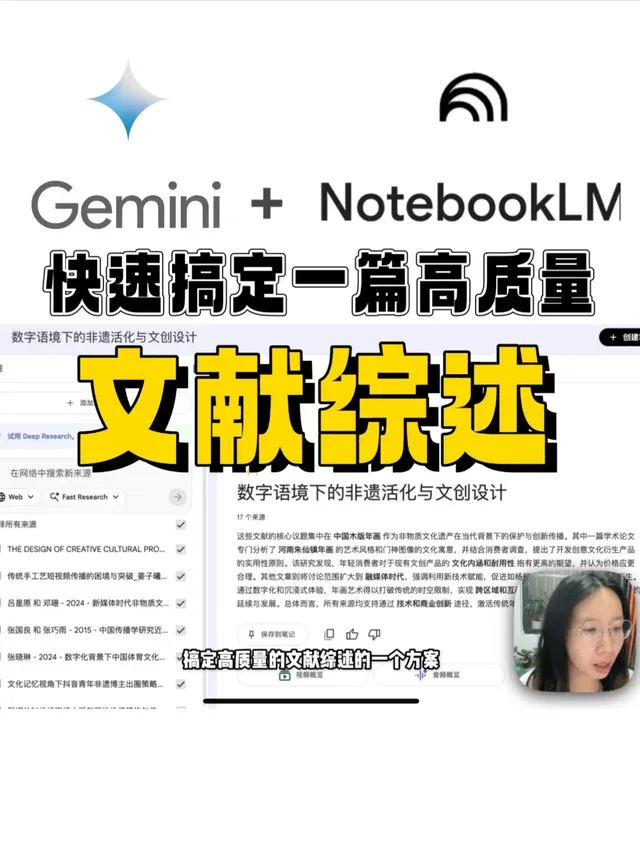 Gemini + NotebookLM
快速搞定一篇高质量
文献综述
数字语境下的非遗活化与文创设计
+ 创建
+ 添加
试用 Deep Research,
在网络中搜索新来源
Web
Fast Research
择所有来源
THE DESIGN OF CREATIVE CULTURAL PRO...
传统手工艺短视频传播的困境与突破_姜子曦...
吕星原 和 邓珊 - 2024 - 新媒体时代非物质文...
张国良 和 张巧雨 - 2015 - 中国传播学研究近...
张晓琳 - 2024 - 数字化背景下中国体育文化...
文化记忆视角下抖音青年非遗博主出圈策略...
数字语境下的非遗活化与文创设计
17 个来源
这些文献的核心议题集中在 中国木版年画 作为非物质文化遗产在当代背景下的保护与创新传播。其中一篇学术论
专门分析了 河南朱仙镇年画 的艺术风格和门神图像的文化寓意，并结合消费者调查，提出了开发创意文化衍生产品
的实用性原则。该研究发现，年轻消费者对于现有文创产品的 文化内涵和耐用性 抱有更高的期望，并认为价格应更
合理。其他文章则将讨论范围扩大到 融媒体时代，强调利用新技术赋能，促进如杨
通过数字化和沉浸式体验，年画艺术得以打破传统的时空限制，实现 跨区域和互
延续与发展。总体而言，所有来源均支持通过 技术和商业创新 途径，激活传统年
保存到笔记
搞定高质量的文献综述的一个方案
视频概览
音频概览